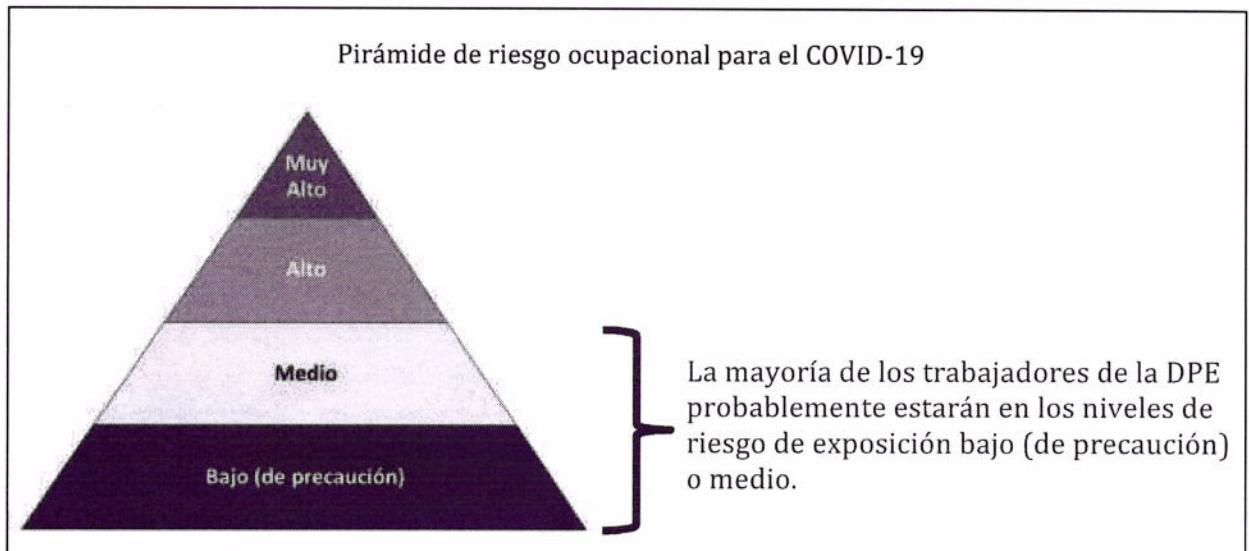 Pirámide de riesgo ocupacional para el COVID-19
Muy
Alto
Alto
Medio
Bajo (de precaución)
La mayoría de los trabajadores de la DPE
probablemente estarán en los niveles de
riesgo de exposición bajo (de precaución)
o medio.